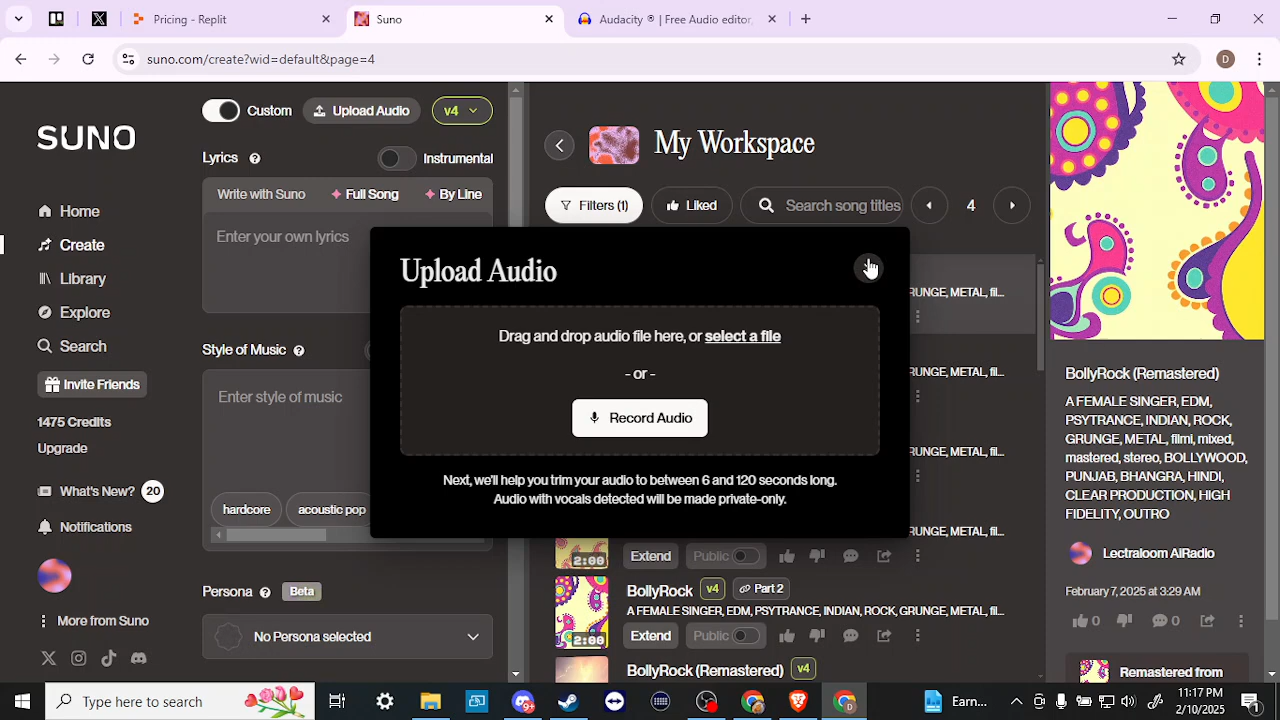 Pricing - Replit
Suno
Audacity ® | Free Audio editor,
suno.com/create?wid=default&page=4
D
SUNO
Home
Create
Library
Explore
Search
Invite Friends
1475 Credits
Upgrade
What's New? 20
Notifications
More from Suno
Custom
Upload Audio
v4
Lyrics
Instrumental
Write with Suno
Full Song
By Line
Enter your own lyrics
Style of Music
Enter style of music
hardcore
acoustic pop
Persona
Beta
No Persona selected
My Workspace
Filters (1)
Liked
Search song titles
4
RUNGE, METAL, fil...
RUNGE, METAL, fil...
RUNGE, METAL, fil...
RUNGE, METAL, fil...
Upload Audio
Drag and drop audio file here, or select a file
- or -
Record Audio
Next, we'll help you trim your audio to between 6 and 120 seconds long.
Audio with vocals detected will be made private-only.
2:00
Extend
Public
BollyRock v4 Part 2
A FEMALE SINGER, EDM, PSYTRANCE, INDIAN, ROCK, GRUNGE, METAL, fil...
2:00
Extend
Public
BollyRock (Remastered) v4
BollyRock (Remastered)
A FEMALE SINGER, EDM,
PSYTRANCE, INDIAN, ROCK,
GRUNGE, METAL, filmi, mixed,
mastered, stereo, BOLLYWOOD,
PUNJAB, BHANGRA, HINDI,
CLEAR PRODUCTION, HIGH
FIDELITY, OUTRO
Lectraloom AIRadio
February 7, 2025 at 3:29 AM
0
0
Remastered from
Type here to search
9+
D
Earn...
11:17 PM
2/10/2025
1